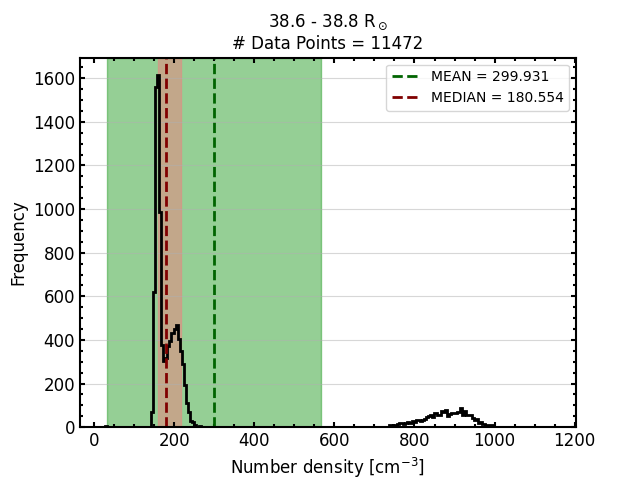 38.6 - 38.8 R⊙
# Data Points = 11472
MEAN = 299.931
MEDIAN = 180.554
1600
1400
1200
1000
800
600
400
200
0
Frequency
0 200 400 600 800 1000 1200
Number density [cm⁻³]